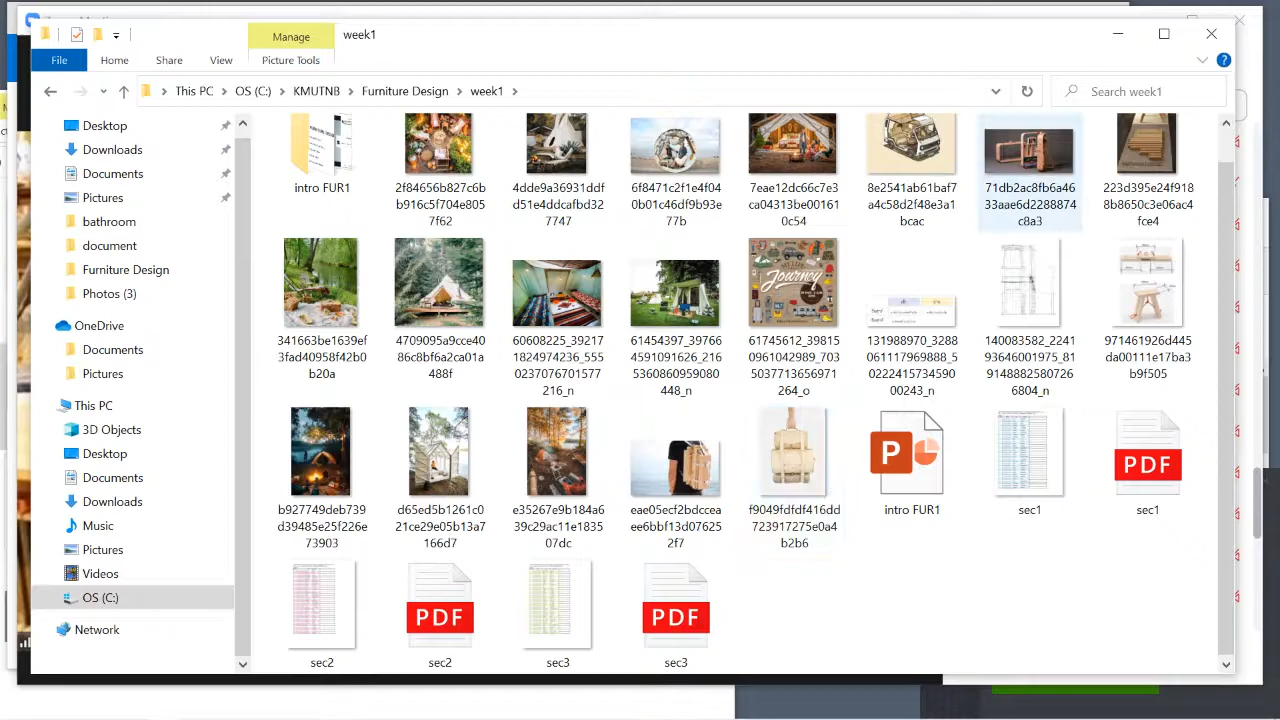 Manage
week1
File
Home
Share
View
Picture Tools
This PC
OS (C:)
KMUTNB
Furniture Design
week1
Search week1
Desktop
Downloads
Documents
Pictures
bathroom
document
Furniture Design
Photos (3)
OneDrive
Documents
Pictures
This PC
3D Objects
Desktop
Documents
Downloads
Music
Pictures
Videos
OS (C:)
Network
intro FUR1
2f84656b827c6b
b916c5f704e805
7f62
4dde9a36931ddf
d51e4ddcafbd32
7747
6f8471c2f1e4f04
0b01c46df9b93e
77b
7eae12dc66c7e3
ca04313be00161
0c54
8e2541ab61b1f7
a4c58d2f48e3a1
bcac
71db2ac8fb6a46
33aae6d2288874
c8a3
223d395e24f918
8b8650c3e06ac4
fce4
341663be1639ef
3fad40958f42b0
b20a
4709095a9cce40
86c8bf6a2ca01a
488f
60608225_39217
1824974236_555
0237076701577
216_n
61454397_39766
4591091626_216
5360860959080
448_n
Journey
61745612_39815
0961042989_703
5037713656971
264_o
131988970_3288
061117969888_5
0222415734590
00243_n
140083582_2241
93646001975_81
9148882580726
6804_n
971461926d445
da00111e17ba3
b9f505
b927749deb739
d39485e25f226e
73903
d65ed5b1261c0
021ce29e05b13a7
166d7
e35267e9b184a6
39c29ac11e1835
07dc
eae05ecf2bdccea
ee6bbf13d07625
2f7
f9049fdfdf416dd
723917275e0a4
b2b6
P
intro FUR1
sec1
PDF
sec1
sec2
PDF
sec2
sec3
PDF
sec3